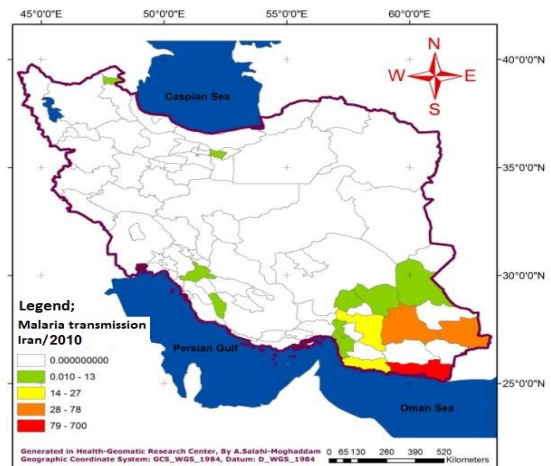 45°0'0"E 50°0'0"E 55°0'0"E 60°0'0"E
N
W E
S
40°0'0"N
Caspian Sea
35°0'0"N
30°0'0"N
Legend;
Malaria transmission
Iran/2010
0.000000000
0.010 - 13
14 - 27
28 - 78
79 - 700
Persian Gulf
25°0'0"N
Oman Sea
Generated in Health-Geomatic Research Center, By A.Salahi-Moghaddam
Geographic Coordinate System: GCS_WGS_1984, Datum: D_WGS_1984
0 65 130 260 390 520
Kilometers